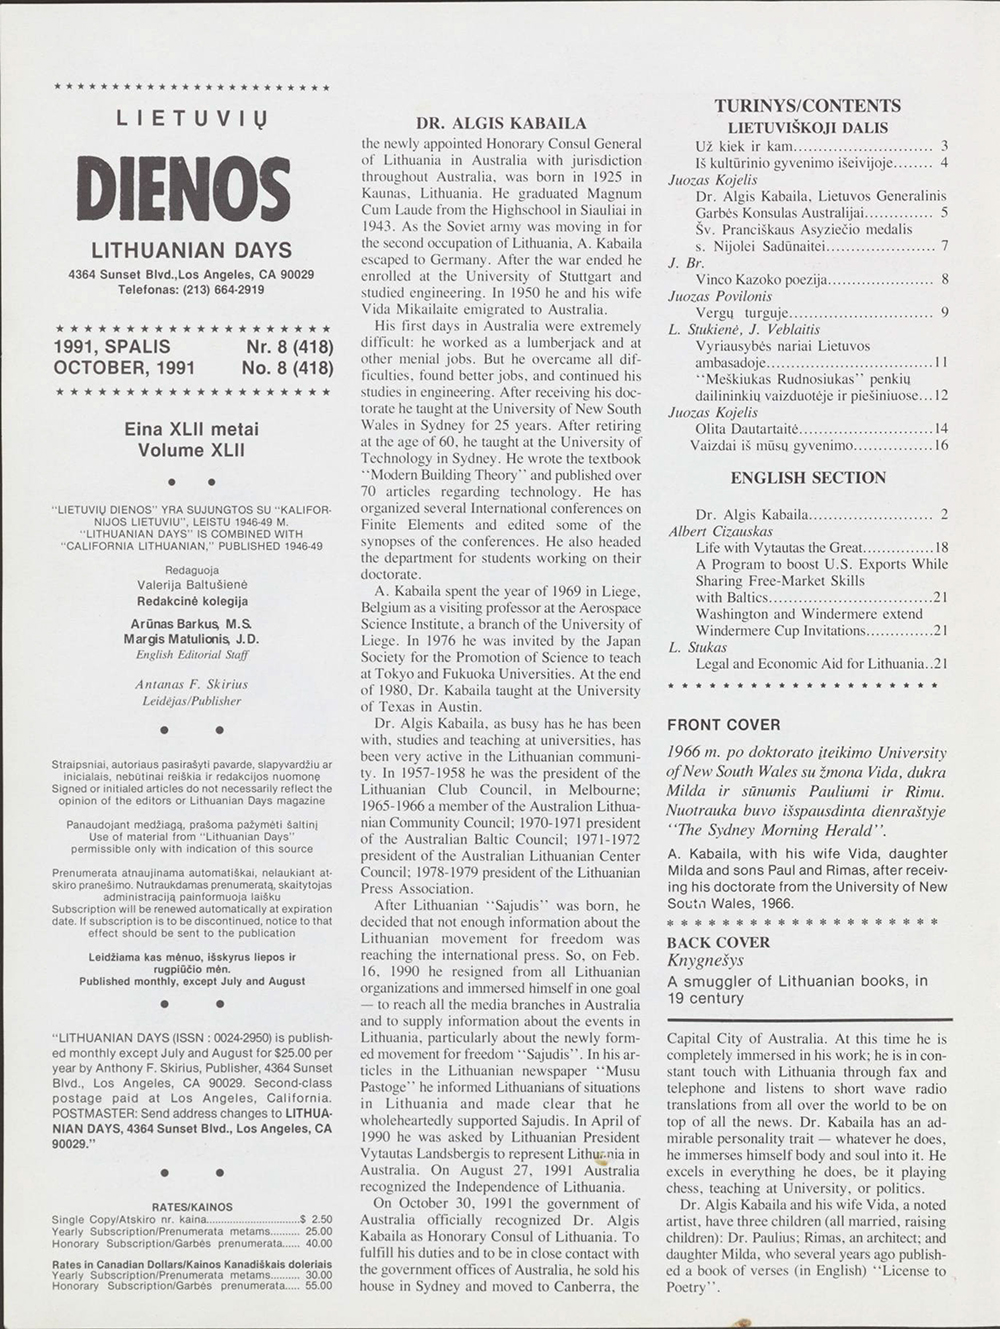 LIETUVIŲ
DIENOS
LITHUANIAN DAYS
4364 Sunset Blvd.,Los Angeles, CA 90029
Telefonas: (213) 664-2919
1991, SPALIS Nr. 8 (418)
OCTOBER, 1991 No. 8 (418)
Eina XLII metai
Volume XLII
"LIETUVIŲ DIENOS" YRA SUJUNGTOS SU "KALIFOR-
NIJOS LIETUVIU", LEISTU 1946-49 M.
"LITHUANIAN DAYS" IS COMBINED WITH
"CALIFORNIA LITHUANIAN," PUBLISHED 1946-49
Redaguoja
Valerija Baltušienė
Redakcinė kolegija
Arūnas Barkus, M.S.
Margis Matulionis, J.D.
English Editorial Staff
Antanas F. Skirius
Leidėjas/Publisher
Straipsniai, autoriaus pasirašyti pavarde, slapyvardžiu ar
inicialais, nebūtinai reiškia ir redakcijos nuomonę
Signed or initialed articles do not necessarily reflect the
opinion of the editors or Lithuanian Days magazine
Panaudojant medžiagą, prašoma pažymėti šaltinį
Use of material from "Lithuanian Days"
permissible only with indication of this source
Prenumerata atnaujinama automatiškai, nelaukiant at-
skiro pranešimo. Nutraukdamas prenumeratą, skaitytojas
administraciją painformuoja laišku
Subscription will be renewed automatically at expiration
date. If subscription is to be discontinued, notice to that
effect should be sent to the publication
Leidžiama kas mėnuo, išskyrus liepos ir
rugpiūčio mėn.
Published monthly, except July and August
"LITHUANIAN DAYS (ISSN : 0024-2950) is publish-
ed monthly except July and August for $25.00 per
year by Anthony F. Skirius, Publisher, 4364 Sunset
Blvd., Los Angeles, CA 90029. Second-class
postage paid at Los Angeles, California.
POSTMASTER: Send address changes to LITHUA-
NIAN DAYS, 4364 Sunset Blvd., Los Angeles, CA
90029."
RATES/KAINOS
Single Copy/Atskiro nr. kaina...............................$ 2.50
Yearly Subscription/Prenumerata metams......... 25.00
Honorary Subscription/Garbės prenumerata...... 40.00
Rates in Canadian Dollars/Kainos Kanadiškais doleriais
Yearly Subscription/Prenumerata metams.......... 30.00
Honorary Subscription/Garbės prenumerata..... 55.00
DR. ALGIS KABAILA
the newly appointed Honorary Consul General
of Lithuania in Australia with jurisdiction
throughout Australia, was born in 1925 in
Kaunas, Lithuania. He graduated Magnum
Cum Laude from the Highschool in Siauliai in
1943. As the Soviet army was moving in for
the second occupation of Lithuania, A. Kabaila
escaped to Germany. After the war ended he
enrolled at the University of Stuttgart and
studied engineering. In 1950 he and his wife
Vida Mikailaite emigrated to Australia.
His first days in Australia were extremely
difficult: he worked as a lumberjack and at
other menial jobs. But he overcame all dif-
ficulties, found better jobs, and continued his
studies in engineering. After receiving his doc-
torate he taught at the University of New South
Wales in Sydney for 25 years. After retiring
at the age of 60, he taught at the University of
Technology in Sydney. He wrote the textbook
"Modern Building Theory" and published over
70 articles regarding technology. He has
organized several International conferences on
Finite Elements and edited some of the
synopses of the conferences. He also headed
the department for students working on their
doctorate.
A. Kabaila spent the year of 1969 in Liege,
Belgium as a visiting professor at the Aerospace
Science Institute, a branch of the University of
Liege. In 1976 he was invited by the Japan
Society for the Promotion of Science to teach
at Tokyo and Fukuoka Universities. At the end
of 1980, Dr. Kabaila taught at the University
of Texas in Austin.
Dr. Algis Kabaila, as busy has he has been
with, studies and teaching at universities, has
been very active in the Lithuanian communi-
ty. In 1957-1958 he was the president of the
Lithuanian Club Council, in Melbourne;
1965-1966 a member of the Australion Lithua-
nian Community Council; 1970-1971 president
of the Australian Baltic Council; 1971-1972
president of the Australian Lithuanian Center
Council; 1978-1979 president of the Lithuanian
Press Association.
After Lithuanian "Sajudis" was born, he
decided that not enough information about the
Lithuanian movement for freedom was
reaching the international press. So, on Feb.
16, 1990 he resigned from all Lithuanian
organizations and immersed himself in one goal
— to reach all the media branches in Australia
and to supply information about the events in
Lithuania, particularly about the newly form-
ed movement for freedom "Sajudis". In his ar-
ticles in the Lithuanian newspaper "Musu
Pastoge" he informed Lithuanians of situations
in Lithuania and made clear that he
wholeheartedly supported Sajudis. In April of
1990 he was asked by Lithuanian President
Vytautas Landsbergis to represent Lithuania in
Australia. On August 27, 1991 Australia
recognized the Independence of Lithuania.
On October 30, 1991 the government of
Australia officially recognized Dr. Algis
Kabaila as Honorary Consul of Lithuania. To
fulfill his duties and to be in close contact with
the government offices of Australia, he sold his
house in Sydney and moved to Canberra, the
TURINYS/CONTENTS
LIETUVIŠKOJI DALIS
Už kiek ir kam............................ 3
Iš kultūrinio gyvenimo išeivijoje........ 4
Juozas Kojelis
Dr. Algis Kabaila, Lietuvos Generalinis
Garbės Konsulas Australijai.............. 5
Šv. Pranciškaus Asyziečio medalis
s. Nijolei Sadūnaitei...................... 7
J. Br.
Vinco Kazoko poezija..................... 8
Juozas Povilonis
Vergų turguje............................. 9
L. Stukienė, J. Veblaitis
Vyriausybės nariai Lietuvos
ambasadoje..................................11
"Meškiukas Rudnosiukas" penkių
dailininkių vaizduotėje ir piešiniuose...12
Juozas Kojelis
Olita Dautartaitė...........................14
Vaizdai iš mūsų gyvenimo................16
ENGLISH SECTION
Dr. Algis Kabaila......................... 2
Albert Cizauskas
Life with Vytautas the Great..............18
A Program to boost U.S. Exports While
Sharing Free-Market Skills
with Baltics.................................21
Washington and Windermere extend
Windermere Cup Invitations.............21
L. Stukas
Legal and Economic Aid for Lithuania..21
FRONT COVER
1966 m. po doktorato įteikimo University
of New South Wales su žmona Vida, dukra
Milda ir sūnumis Pauliumi ir Rimu.
Nuotrauka buvo išspausdinta dienraštyje
"The Sydney Morning Herald".
A. Kabaila, with his wife Vida, daughter
Milda and sons Paul and Rimas, after receiv-
ing his doctorate from the University of New
South Wales, 1966.
BACK COVER
Knygnešys
A smuggler of Lithuanian books, in
19 century
Capital City of Australia. At this time he is
completely immersed in his work; he is in con-
stant touch with Lithuania through fax and
telephone and listens to short wave radio
translations from all over the world to be on
top of all the news. Dr. Kabaila has an ad-
mirable personality trait — whatever he does,
he immerses himself body and soul into it. He
excels in everything he does, be it playing
chess, teaching at University, or politics.
Dr. Algis Kabaila and his wife Vida, a noted
artist, have three children (all married, raising
children): Dr. Paulius; Rimas, an architect; and
daughter Milda, who several years ago publish-
ed a book of verses (in English) "License to
Poetry".